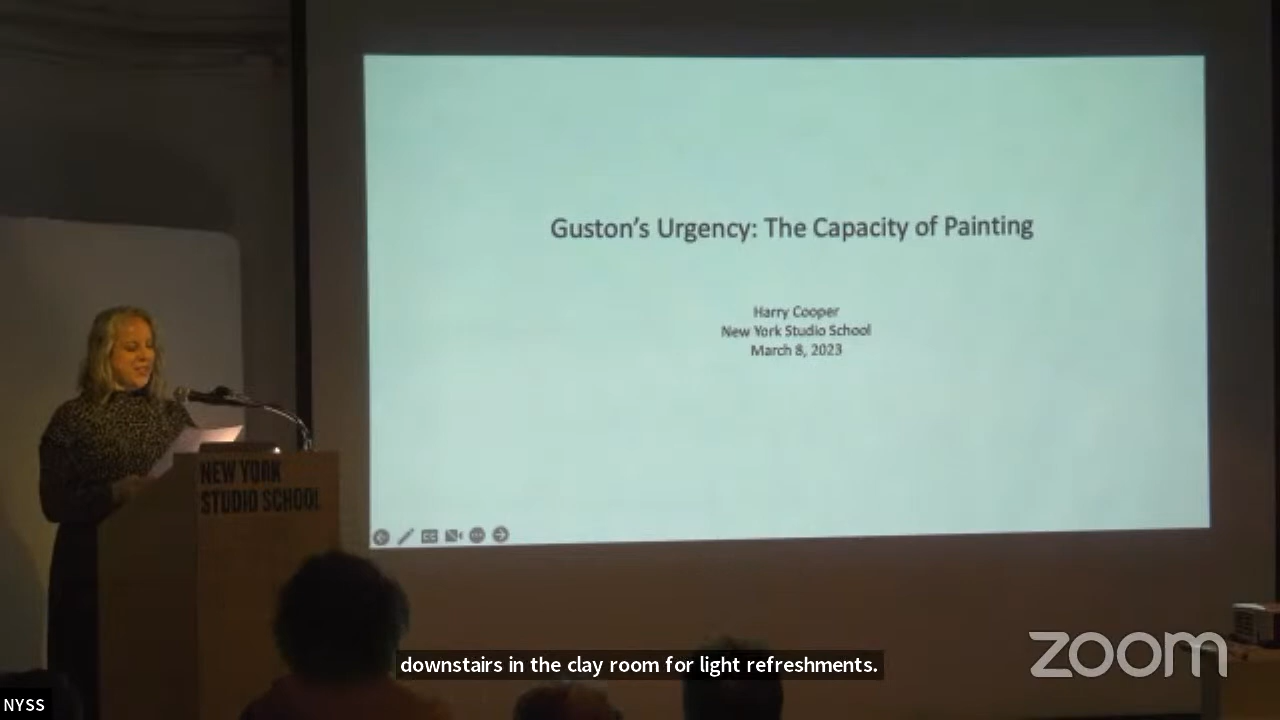 Guston's Urgency: The Capacity of Painting
Harry Cooper
New York Studio School
March 8, 2023
NEW YORK
STUDIO SCHOOL
downstairs in the clay room for light refreshments.
zoom
NYSS